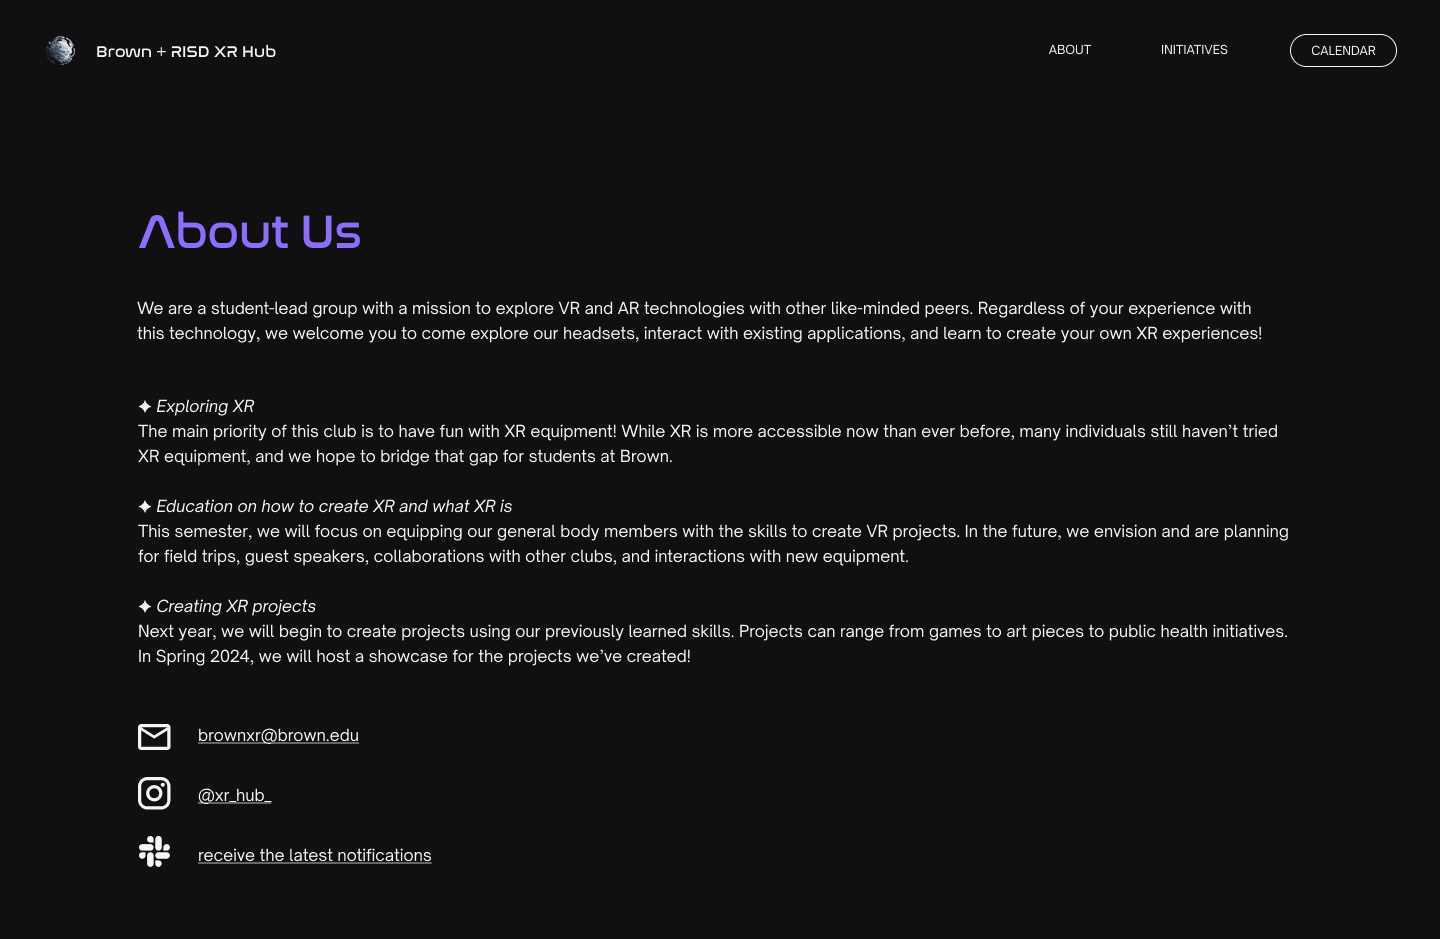 Brown + RISD XR Hub
ABOUT
INITIATIVES
CALENDAR
About Us
We are a student-lead group with a mission to explore VR and AR technologies with other like-minded peers. Regardless of your experience with
this technology, we welcome you to come explore our headsets, interact with existing applications, and learn to create your own XR experiences!
✦ Exploring XR
The main priority of this club is to have fun with XR equipment! While XR is more accessible now than ever before, many individuals still haven’t tried
XR equipment, and we hope to bridge that gap for students at Brown.
✦ Education on how to create XR and what XR is
This semester, we will focus on equipping our general body members with the skills to create VR projects. In the future, we envision and are planning
for field trips, guest speakers, collaborations with other clubs, and interactions with new equipment.
✦ Creating XR projects
Next year, we will begin to create projects using our previously learned skills. Projects can range from games to art pieces to public health initiatives.
In Spring 2024, we will host a showcase for the projects we’ve created!
brownxr@brown.edu
@xr_hub_
receive the latest notifications